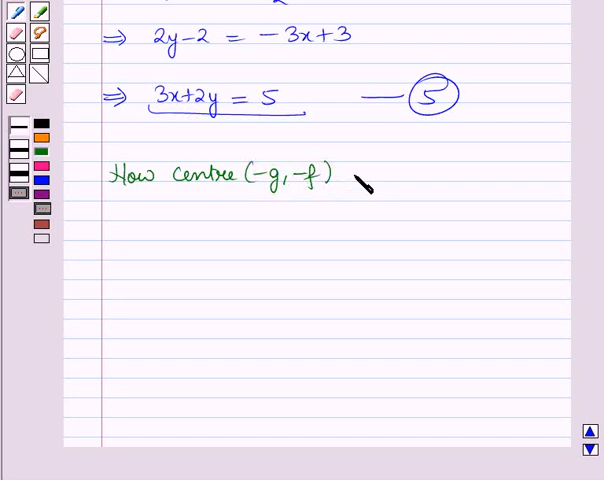 ⇒ 2y-2 = -3x+3
⇒ 3x+2y = 5 — 5
Now centre (-g, -f)